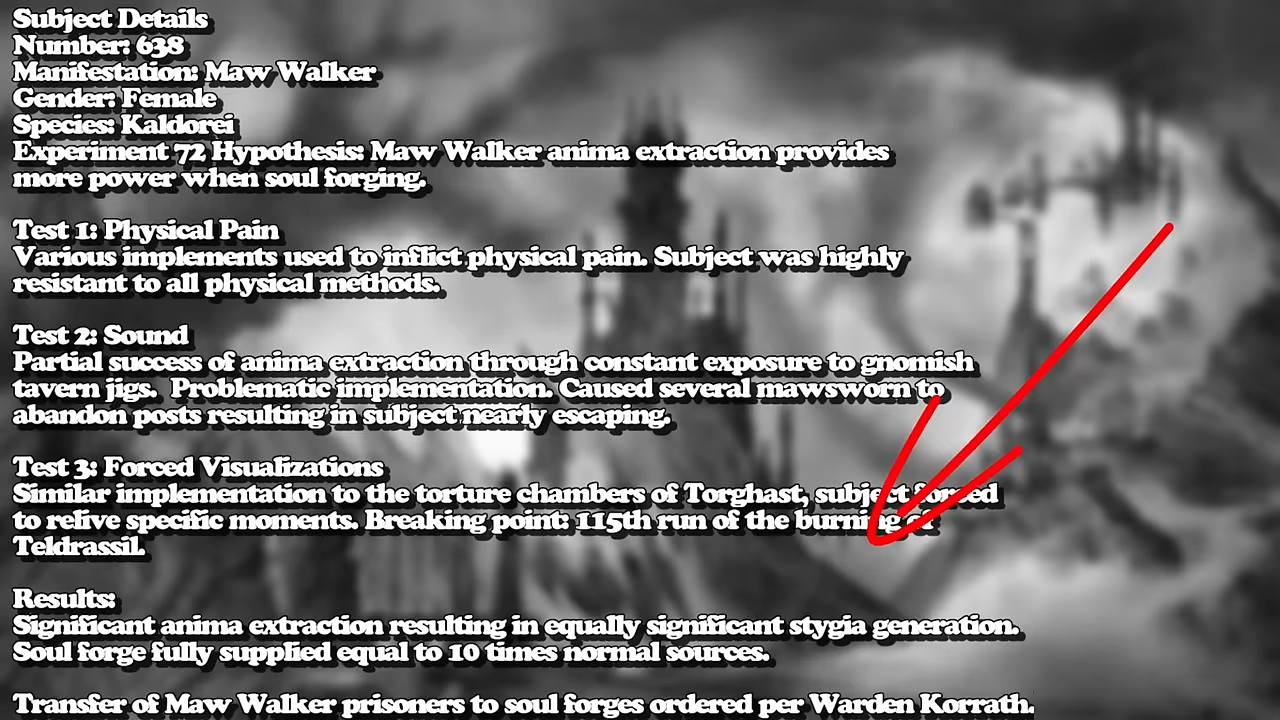 Subject Details
Number: 638
Manifestation: Maw Walker
Gender: Female
Species: Kaldorei
Experiment 72 Hypothesis: Maw Walker anima extraction provides
more power when soul forging.
Test 1: Physical Pain
Various implements used to inflict physical pain. Subject was highly
resistant to all physical methods.
Test 2: Sound
Partial success of anima extraction through constant exposure to gnomish
tavern jigs. Problematic implementation. Caused several mawsworn to
abandon posts resulting in subject nearly escaping.
Test 3: Forced Visualizations
Similar implementation to the torture chambers of Torghast, subject forced
to relive specific moments. Breaking point: 115th run of the burning of
Teldrassil.
Results:
Significant anima extraction resulting in equally significant stygia generation.
Soul forge fully supplied equal to 10 times normal sources.
Transfer of Maw Walker prisoners to soul forges ordered per Warden Korrath.